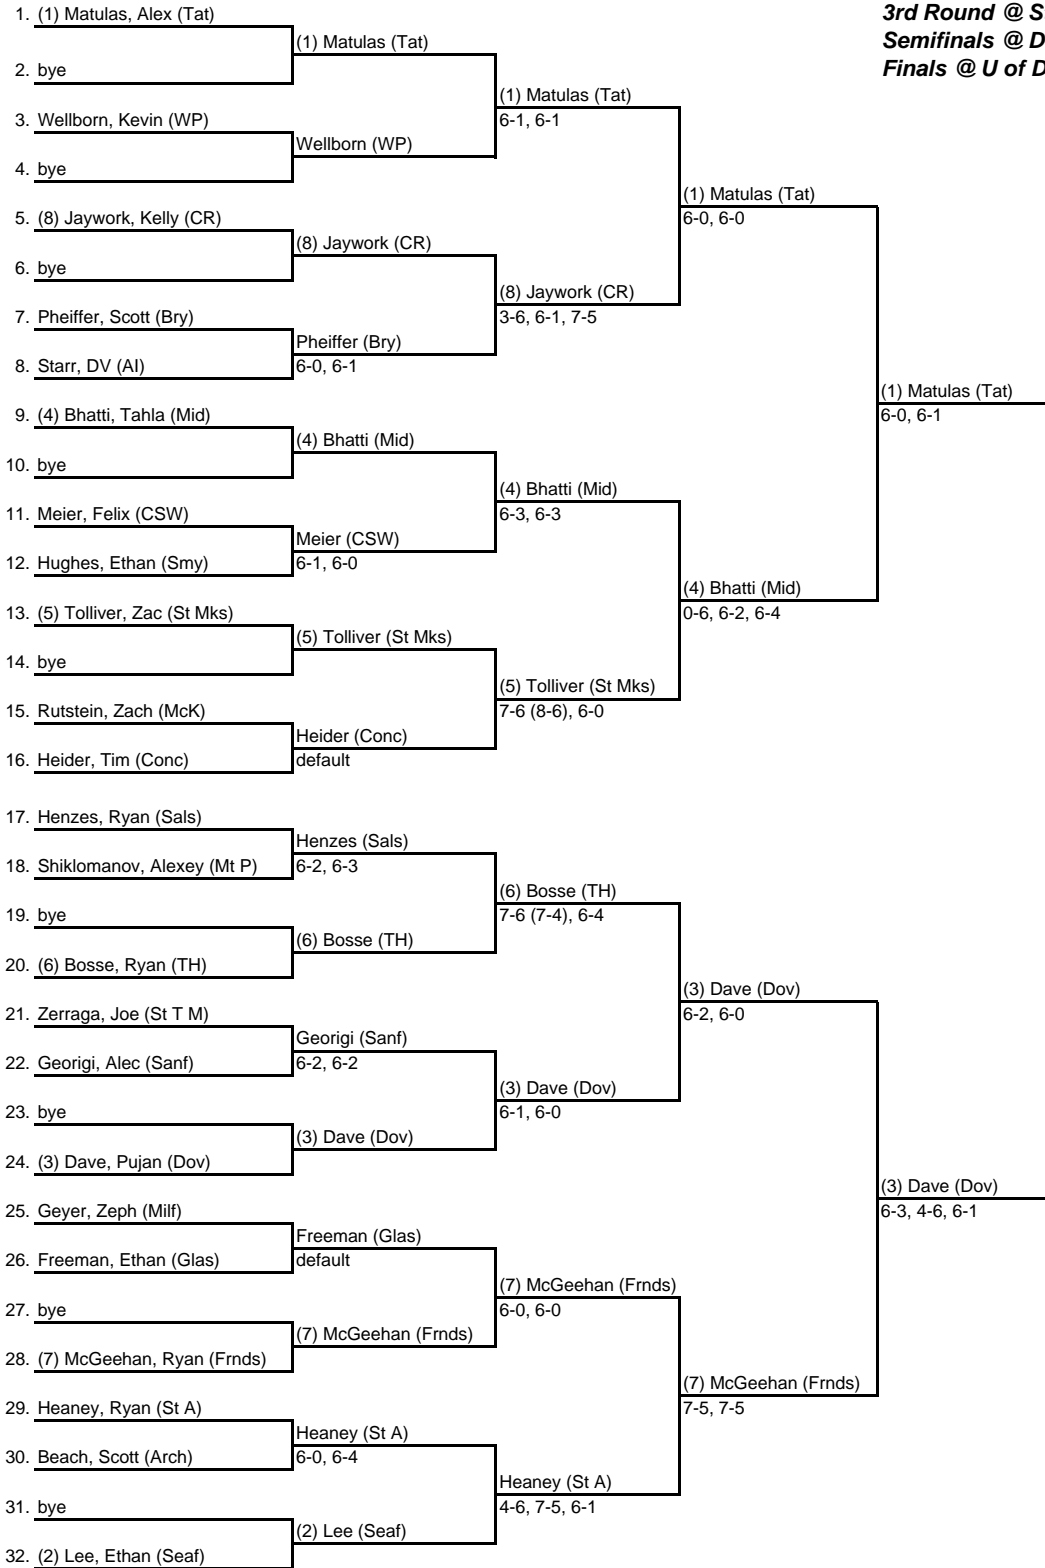 1. (1) Matulas, Alex (Tat)
3rd Round @ S
(1) Matulas (Tat)
Semifinals @ D
2. bye
Finals @ U of D
(1) Matulas (Tat)
3. Wellborn, Kevin (WP)
6-1, 6-1
Wellborn (WP)
4. bye
(1) Matulas (Tat)
5. (8) Jaywork, Kelly (CR)
6-0, 6-0
(8) Jaywork (CR)
6. bye
(8) Jaywork (CR)
7. Pheiffer, Scott (Bry)
3-6, 6-1, 7-5
Pheiffer (Bry)
8. Starr, DV (AI)
6-0, 6-1
(1) Matulas (Tat)
9. (4) Bhatti, Tahla (Mid)
6-0, 6-1
(4) Bhatti (Mid)
10. bye
(4) Bhatti (Mid)
11. Meier, Felix (CSW)
6-3, 6-3
Meier (CSW)
12. Hughes, Ethan (Smy)
6-1, 6-0
(4) Bhatti (Mid)
13. (5) Tolliver, Zac (St Mks)
0-6, 6-2, 6-4
(5) Tolliver (St Mks)
14. bye
(5) Tolliver (St Mks)
15. Rutstein, Zach (McK)
7-6 (8-6), 6-0
Heider (Conc)
16. Heider, Tim (Conc)
default
17. Henzes, Ryan (Sals)
Henzes (Sals)
18. Shiklomanov, Alexey (Mt P)
6-2, 6-3
(6) Bosse (TH)
19. bye
7-6 (7-4), 6-4
(6) Bosse (TH)
20. (6) Bosse, Ryan (TH)
(3) Dave (Dov)
21. Zerraga, Joe (St T M)
6-2, 6-0
Georigi (Sanf)
22. Georigi, Alec (Sanf)
6-2, 6-2
(3) Dave (Dov)
23. bye
6-1, 6-0
(3) Dave (Dov)
24. (3) Dave, Pujan (Dov)
(3) Dave (Dov)
25. Geyer, Zeph (Milf)
6-3, 4-6, 6-1
Freeman (Glas)
26. Freeman, Ethan (Glas)
default
(7) McGeehan (Frnds)
27. bye
6-0, 6-0
(7) McGeehan (Frnds)
28. (7) McGeehan, Ryan (Frnds)
(7) McGeehan (Frnds)
29. Heaney, Ryan (St A)
7-5, 7-5
Heaney (St A)
30. Beach, Scott (Arch)
6-0, 6-4
Heaney (St A)
31. bye
4-6, 7-5, 6-1
(2) Lee (Seaf)
32. (2) Lee, Ethan (Seaf)